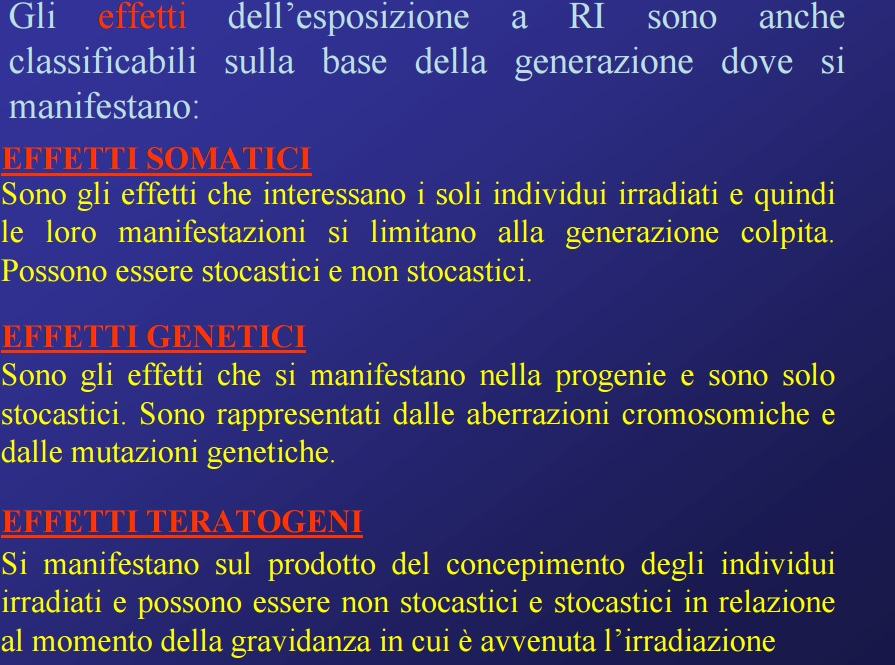 Gli effetti dell'esposizione a RI sono anche
classificabili sulla base della generazione dove si
manifestano:
EFFETTI SOMATICI
Sono gli effetti che interessano i soli individui irradiati e quindi
le loro manifestazioni si limitano alla generazione colpita.
Possono essere stocastici e non stocastici.
EFFETTI GENETICI
Sono gli effetti che si manifestano nella progenie e sono solo
stocastici. Sono rappresentati dalle aberrazioni cromosomiche e
dalle mutazioni genetiche.
EFFETTI TERATOGENI
Si manifestano sul prodotto del concepimento degli individui
irradiati e possono essere non stocastici e stocastici in relazione
al momento della gravidanza in cui è avvenuta l'irradiazione